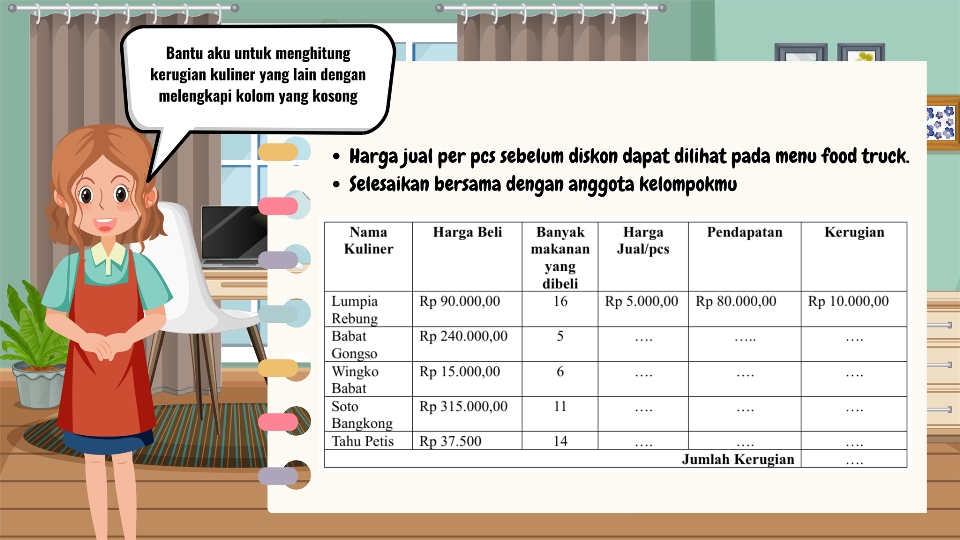 Bantu aku untuk menghitung
kerugian kuliner yang lain dengan
melengkapi kolom yang kosong
• Harga jual per pcs sebelum diskon dapat dilihat pada menu food truck.
• Selesaikan bersama dengan anggota kelompokmu
Nama Kuliner Harga Beli Banyak makanan yang dibeli Harga Jual/pcs Pendapatan Kerugian
Lumpia Rebung Rp 90.000,00 16 Rp 5.000,00 Rp 80.000,00 Rp 10.000,00
Babat Gongso Rp 240.000,00 5 …. ….. ….
Wingko Babat Rp 15.000,00 6 …. …. ….
Soto Bangkong Rp 315.000,00 11 …. …. ….
Tahu Petis Rp 37.500 14 …. …. ….
Jumlah Kerugian ….